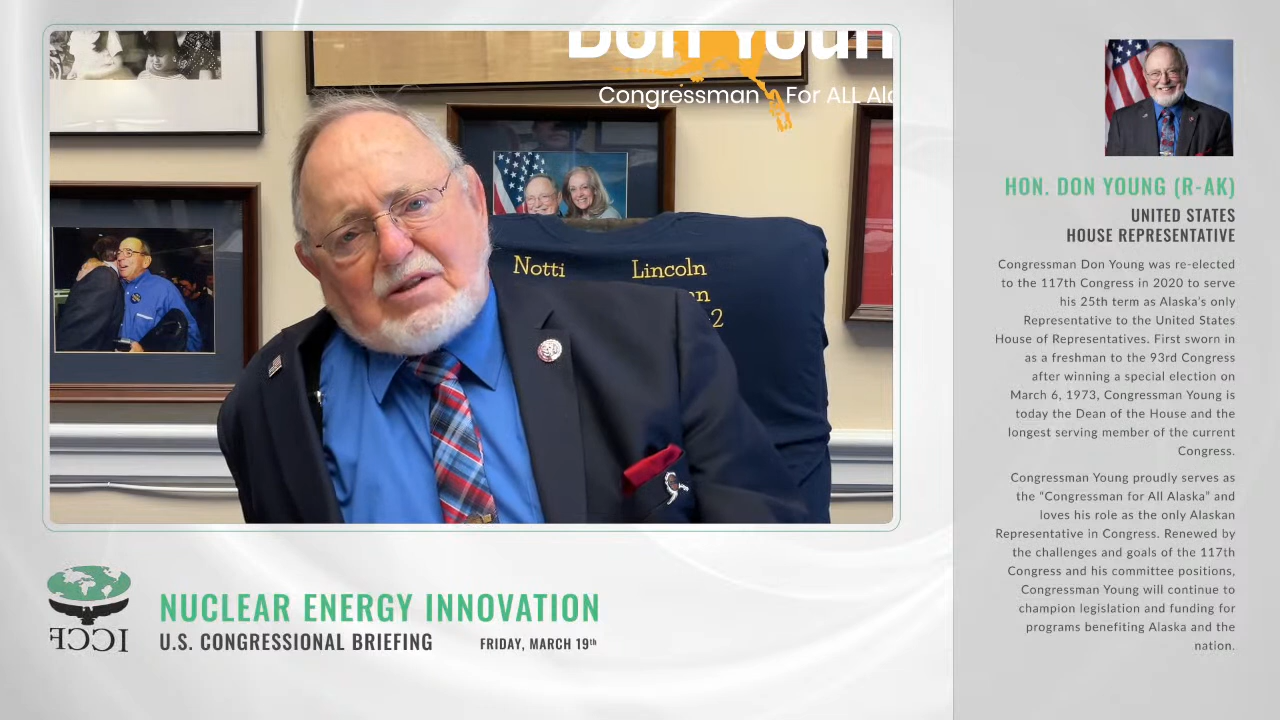 Don Youn
Congressman For ALL Ala
Notti Lincoln
2
ICCF
NUCLEAR ENERGY INNOVATION
U.S. CONGRESSIONAL BRIEFING FRIDAY, MARCH 19th
HON. DON YOUNG (R-AK)
UNITED STATES
HOUSE REPRESENTATIVE
Congressman Don Young was re-elected
to the 117th Congress in 2020 to serve
his 25th term as Alaska's only
Representative to the United States
House of Representatives. First sworn in
as a freshman to the 93rd Congress
after winning a special election on
March 6, 1973, Congressman Young is
today the Dean of the House and the
longest serving member of the current
Congress.
Congressman Young proudly serves as
the “Congressman for All Alaska” and
loves his role as the only Alaskan
Representative in Congress. Renewed by
the challenges and goals of the 117th
Congress and his committee positions,
Congressman Young will continue to
champion legislation and funding for
programs benefiting Alaska and the
nation.